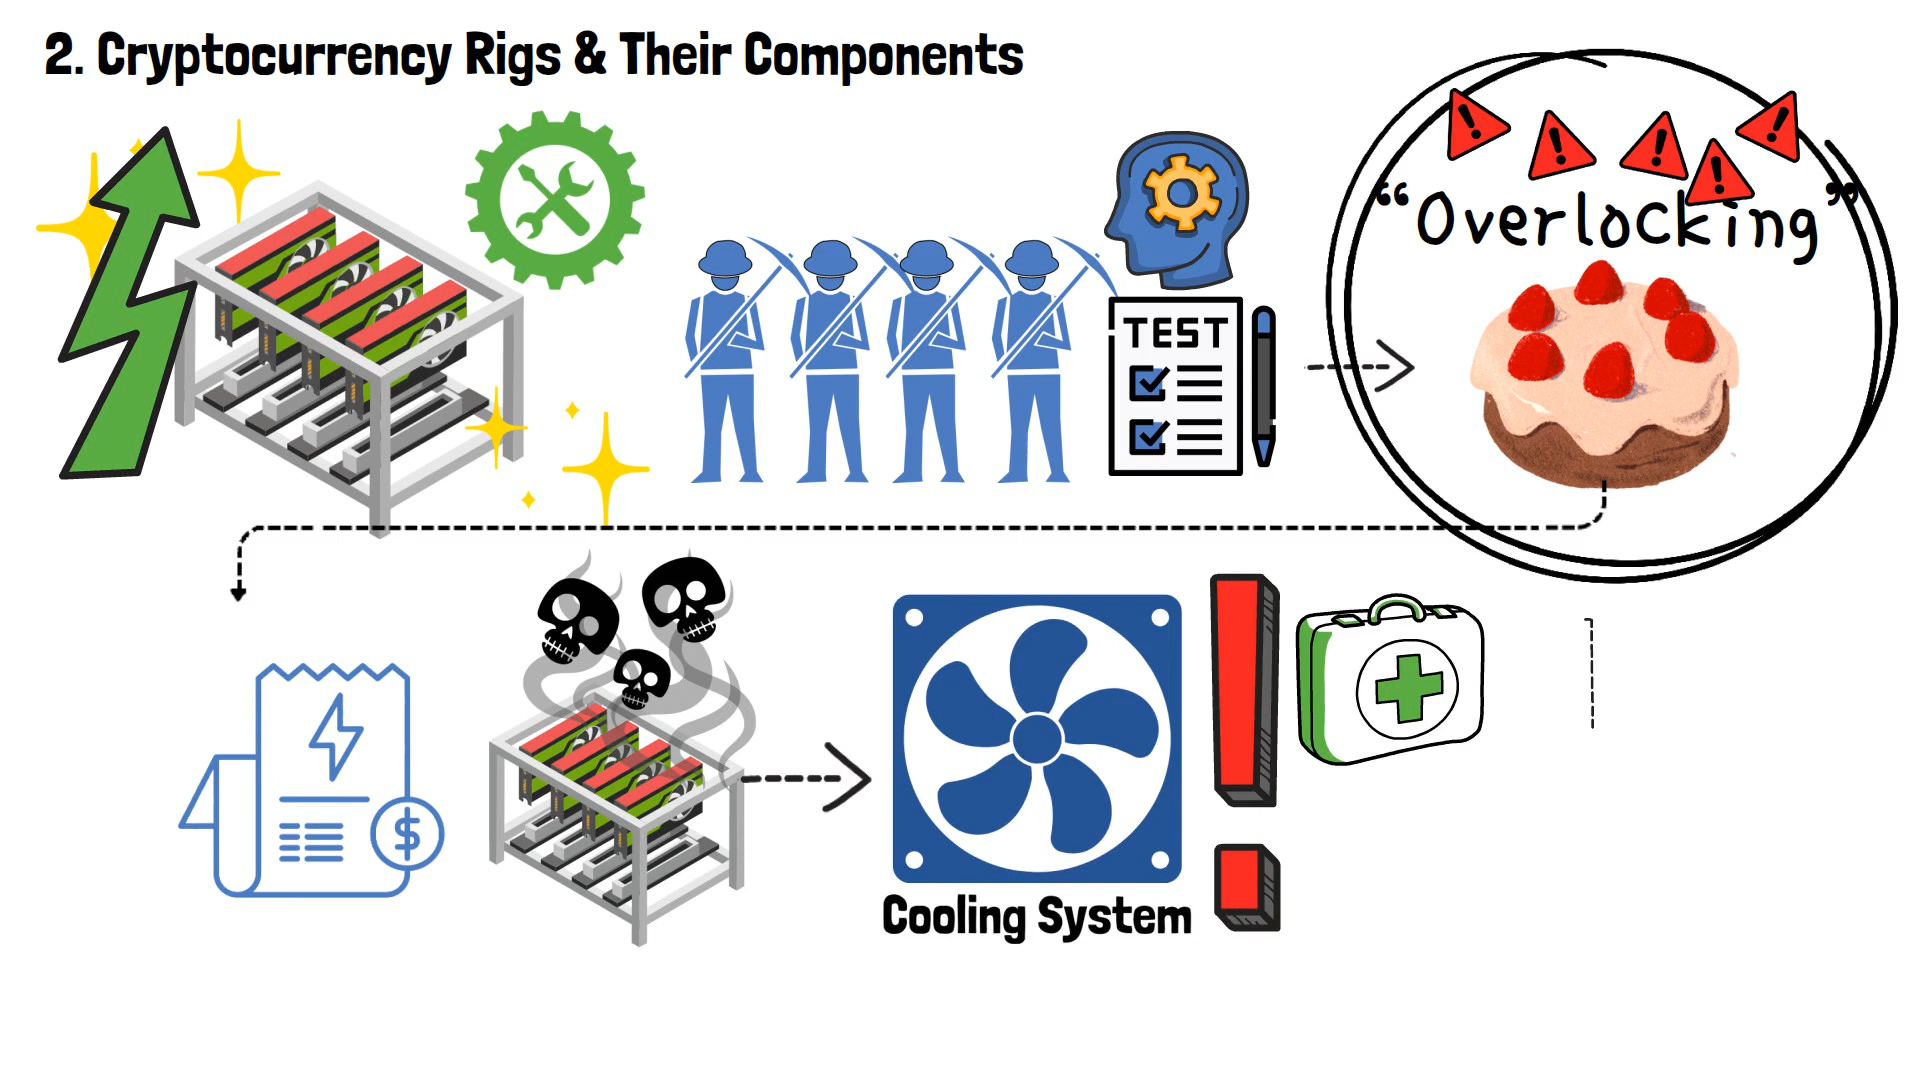 2. Cryptocurrency Rigs & Their Components
“Overlocking”
TEST
$
Cooling System